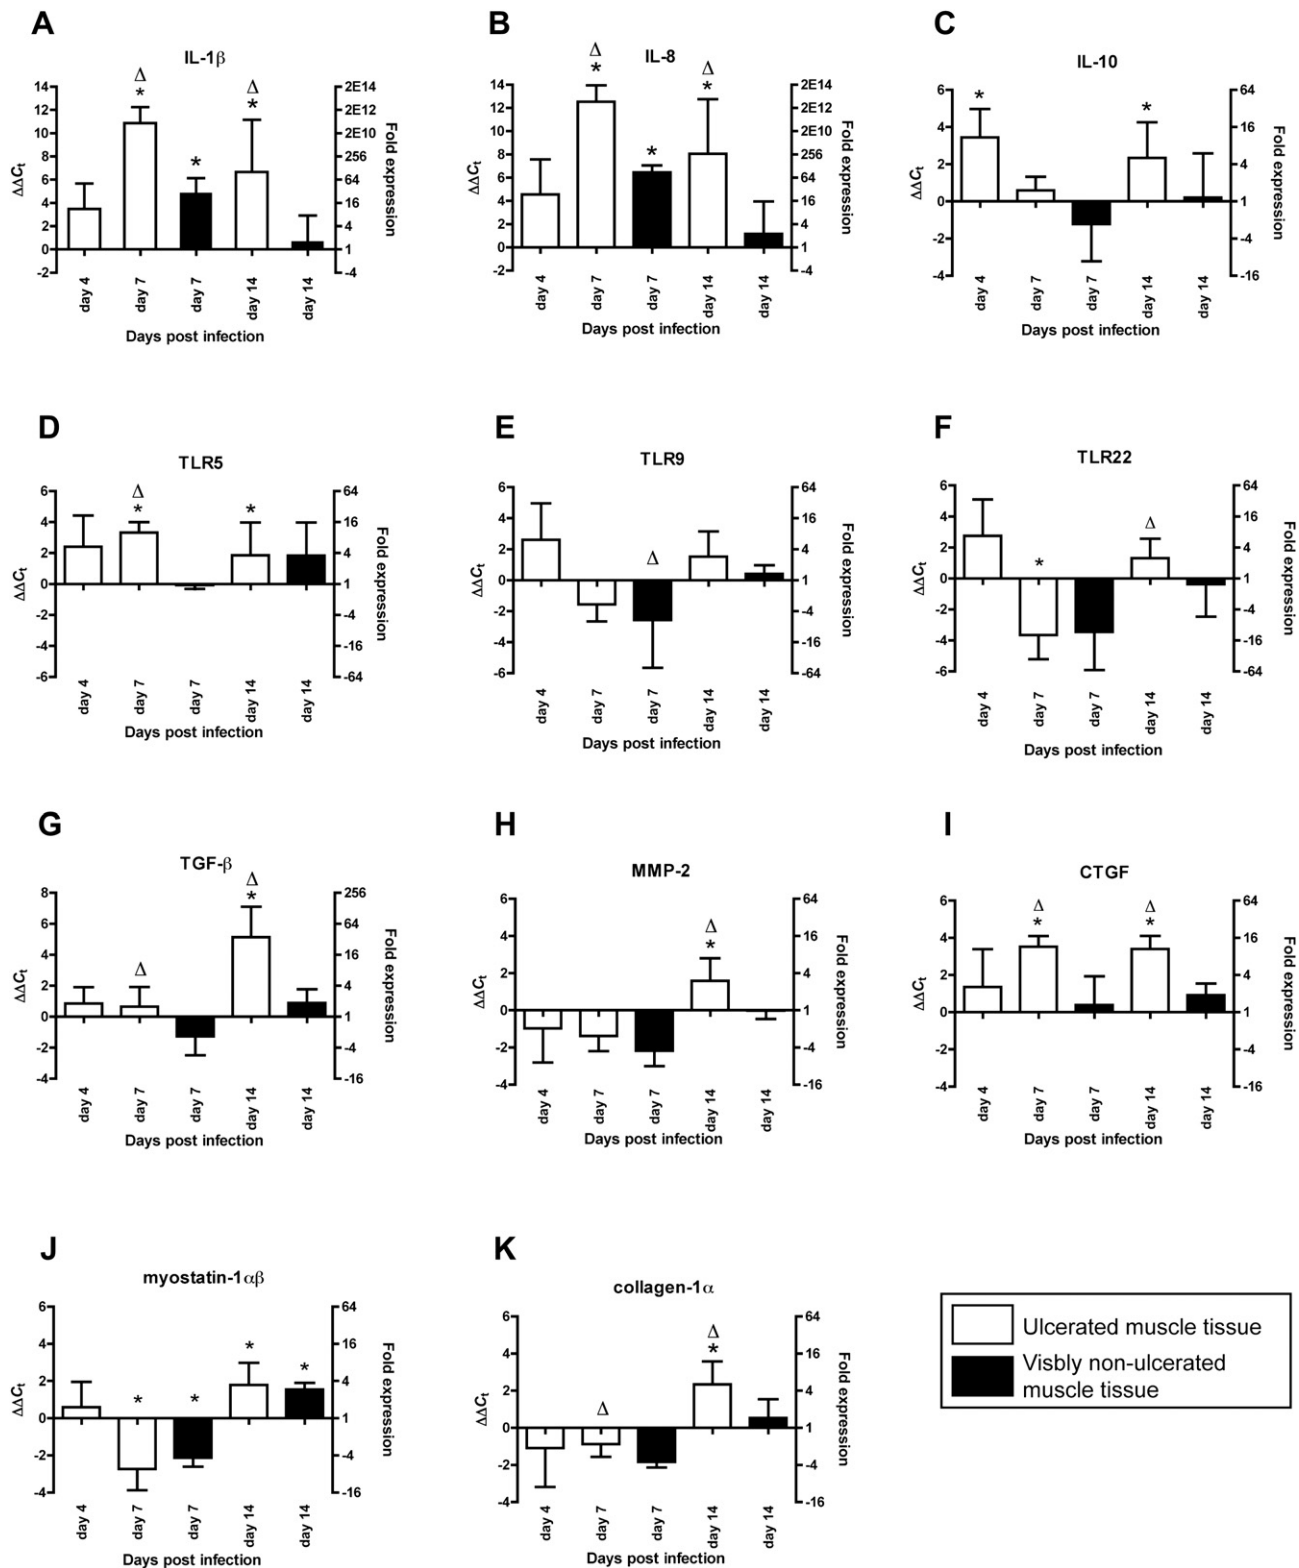 A
IL-1β
Δ
*
*
Δ
*
14
12
10
8
6
4
2
0
-2
ΔΔCt
2E14
2E12
2E10
256
64
16
4
1
-4
Fold expression
day 4
day 7
day 7
day 14
day 14
Days post infection
B
IL-8
Δ
*
*
Δ
*
14
12
10
8
6
4
2
0
-2
ΔΔCt
2E14
2E12
2E10
256
64
16
4
1
-4
Fold expression
day 4
day 7
day 7
day 14
day 14
Days post infection
C
IL-10
*
*
6
4
2
0
-2
-4
ΔΔCt
64
16
4
1
-4
-16
Fold expression
day 4
day 7
day 7
day 14
day 14
Days post infection
D
TLR5
Δ
*
*
6
4
2
0
-2
-4
-6
ΔΔCt
64
16
4
1
-4
-16
-64
Fold expression
day 4
day 7
day 7
day 14
day 14
Days post infection
E
TLR9
Δ
6
4
2
0
-2
-4
-6
ΔΔCt
64
16
4
1
-4
-16
-64
Fold expression
day 4
day 7
day 7
day 14
day 14
Days post infection
F
TLR22
*
Δ
6
4
2
0
-2
-4
-6
ΔΔCt
64
16
4
1
-4
-16
-64
Fold expression
day 4
day 7
day 7
day 14
day 14
Days post infection
G
TGF-β
Δ
Δ
*
8
6
4
2
0
-2
-4
ΔΔCt
256
64
16
4
1
-4
-16
Fold expression
day 4
day 7
day 7
day 14
day 14
Days post infection
H
MMP-2
Δ
*
6
4
2
0
-2
-4
ΔΔCt
64
16
4
1
-4
-16
Fold expression
day 4
day 7
day 7
day 14
day 14
Days post infection
I
CTGF
Δ
*
Δ
*
6
4
2
0
-2
-4
ΔΔCt
64
16
4
1
-4
-16
Fold expression
day 4
day 7
day 7
day 14
day 14
Days post infection
J
myostatin-1αβ
*
*
*
*
6
4
2
0
-2
-4
ΔΔCt
64
16
4
1
-4
-16
Fold expression
day 4
day 7
day 7
day 14
day 14
Days post infection
K
collagen-1α
Δ
Δ
*
6
4
2
0
-2
-4
ΔΔCt
64
16
4
1
-4
-16
Fold expression
day 4
day 7
day 7
day 14
day 14
Days post infection
Ulcerated muscle tissue
Visbly non-ulcerated
muscle tissue